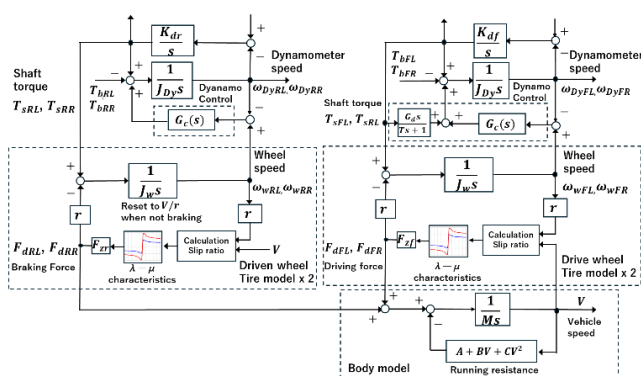 K_dr
s
Dynamometer
speed
ω_DyRL, ω_DyRR
T_bRL
T_bRR
1
J_Dy s
Dynamo
Control
G_c(s)
Shaft
torque
T_sRL, T_sRR
Wheel
speed
ω_wRL, ω_wRR
1
J_w s
Reset to V/r
when not braking
r
r
F_dRL, F_dRR
Braking Force
F_zr
λ − μ
characteristics
Calculation
Slip ratio
V
Driven wheel
Tire model x 2
K_df
s
Dynamometer
speed
ω_DyFL, ω_DyFR
T_bFL
T_bFR
1
J_Dy s
Dynamo
Control
Shaft torque
T_sFL, T_sRL
G_d s
Ts + 1
G_c(s)
Wheel
speed
ω_wFL, ω_wFR
1
J_w s
r
r
F_dFL, F_dFR
Driving force
F_zf
λ − μ
characteristics
Calculation
Slip ratio
Drive wheel
Tire model x 2
1
Ms
V
Vehicle
speed
A + BV + CV²
Running resistance
Body model